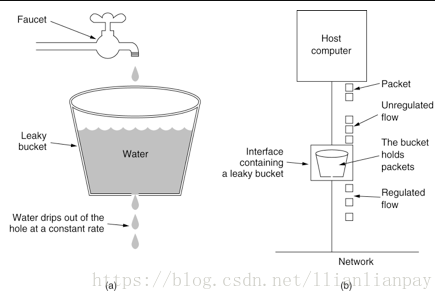 Faucet
Leaky
bucket
Water
Water drips out of the
hole at a constant rate
(a)
Host
computer
Packet
Unregulated
flow
Interface
containing
a leaky bucket
The bucket
holds
packets
Regulated
flow
Network
(b)
https://blog.csdn.net/llianlianpay